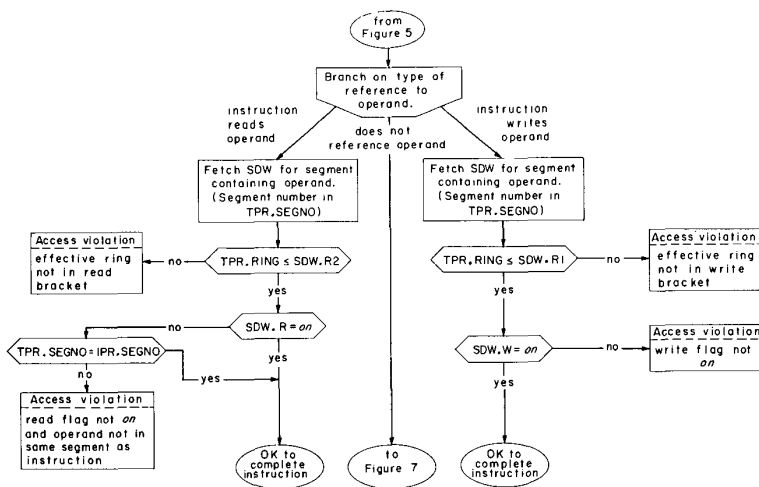 from
Figure 5
Branch on type of
reference to
operand.
instruction
reads
operand
does not
reference operand
instruction
writes
operand
Fetch SDW for segment
containing operand.
(Segment number in
TPR.SEGNO)
Fetch SDW for segment
containing operand.
(Segment number in
TPR.SEGNO)
Access violation
effective ring
not in read
bracket
no
TPR.RING ≤ SDW.R2
yes
TPR.RING ≤ SDW.R1
no
Access violation
effective ring
not in write
bracket
yes
no
SDW.R = on
yes
TPR.SEGNO = IPR.SEGNO
yes
no
Access violation
read flag not on
and operand not in
same segment as
instruction
SDW.W = on
no
Access violation
write flag not
on
yes
OK to
complete
instruction
to
Figure 7
OK to
complete
instruction